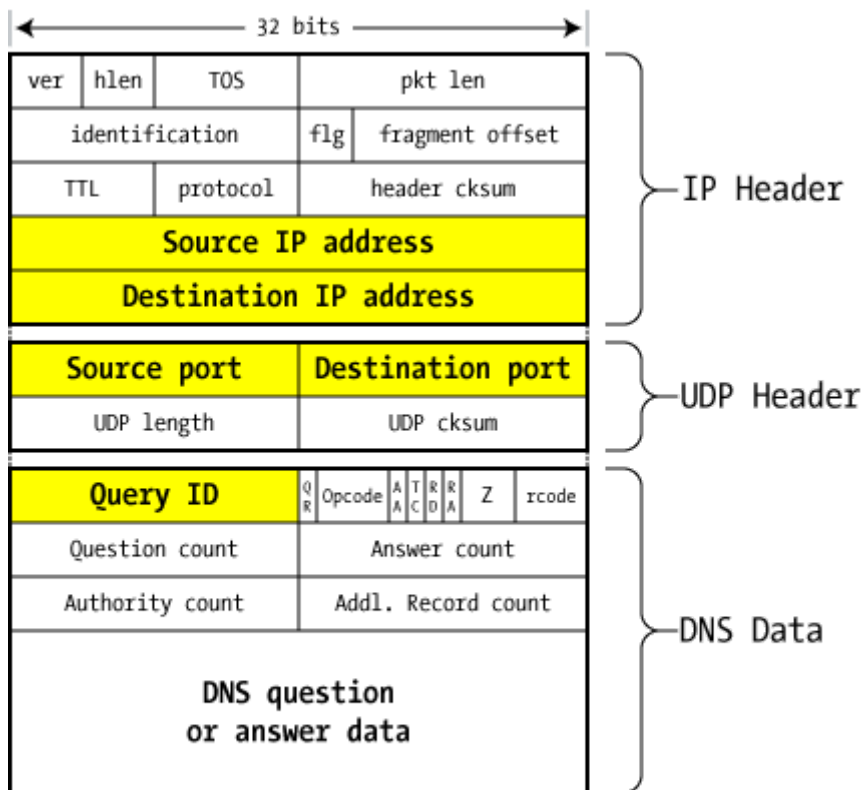 32 bits
ver hlen TOS pkt len
identification flg fragment offset
TTL protocol header cksum
Source IP address
Destination IP address
IP Header
Source port Destination port
UDP length UDP cksum
UDP Header
Query ID QR Opcode AA TC RD RA Z rcode
Question count Answer count
Authority count Addl. Record count
DNS question
or answer data
DNS Data